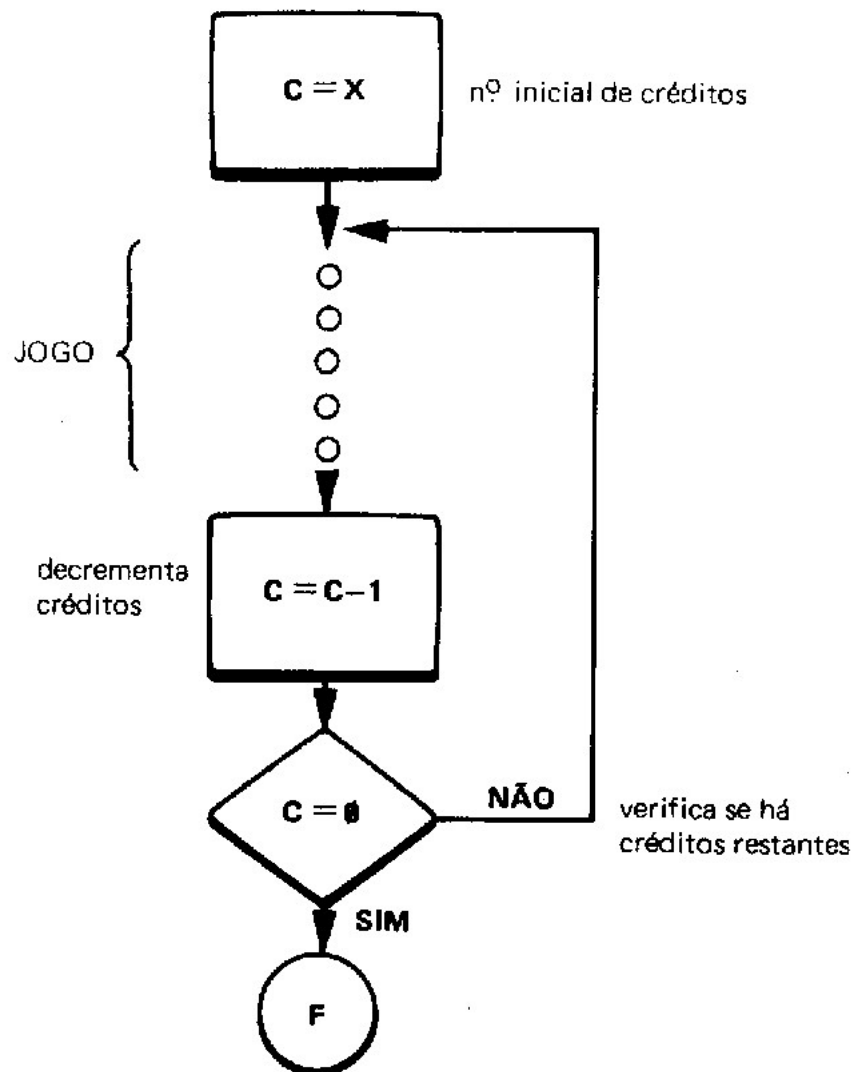 C = X
nº inicial de créditos
JOGO
decrementa
créditos
C = C-1
C = 0
NÃO
verifica se há
créditos restantes
SIM
F